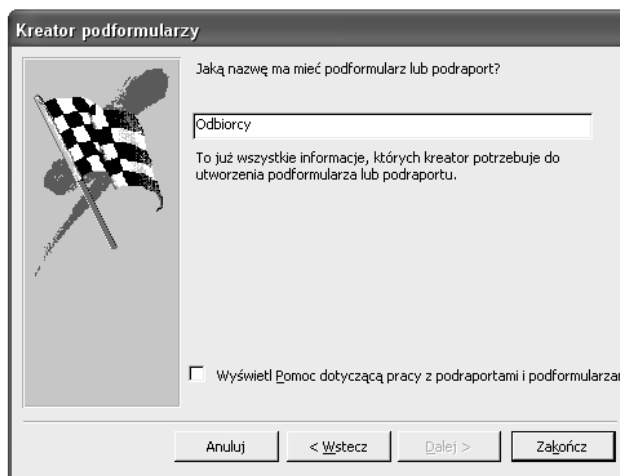 Kreator podformularzy
Jaką nazwę ma mieć podformularz lub podraport?
Odbiorcy
To już wszystkie informacje, których kreator potrzebuje do
utworzenia podformularza lub podraportu.
Wyświetl Pomoc dotyczącą pracy z podraportami i podformularza
Anuluj
< Wstecz
Dalej >
Zakończ